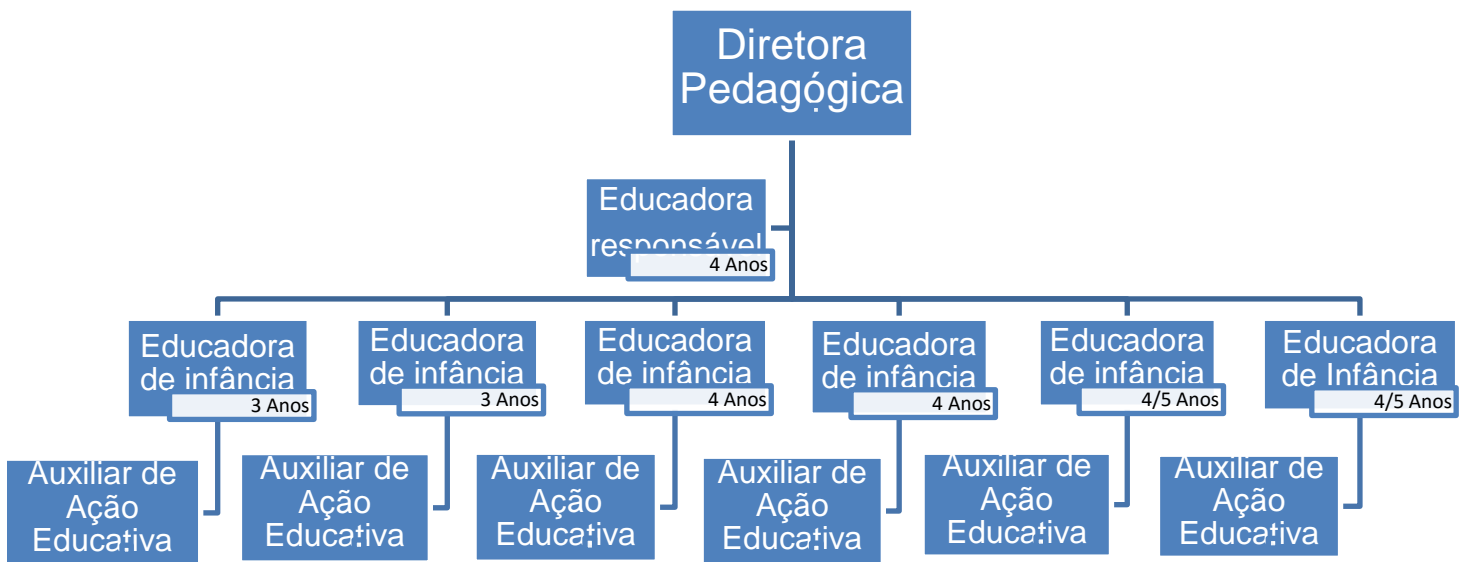 Diretora
Pedagógica
Educadora
responsável
4 Anos
Educadora
de infância
3 Anos
Educadora
de infância
3 Anos
Educadora
de infância
4 Anos
Educadora
de infância
4 Anos
Educadora
de infância
4/5 Anos
Educadora
de Infância
4/5 Anos
Auxiliar de
Ação
Educativa
Auxiliar de
Ação
Educativa
Auxiliar de
Ação
Educativa
Auxiliar de
Ação
Educativa
Auxiliar de
Ação
Educativa
Auxiliar de
Ação
Educativa